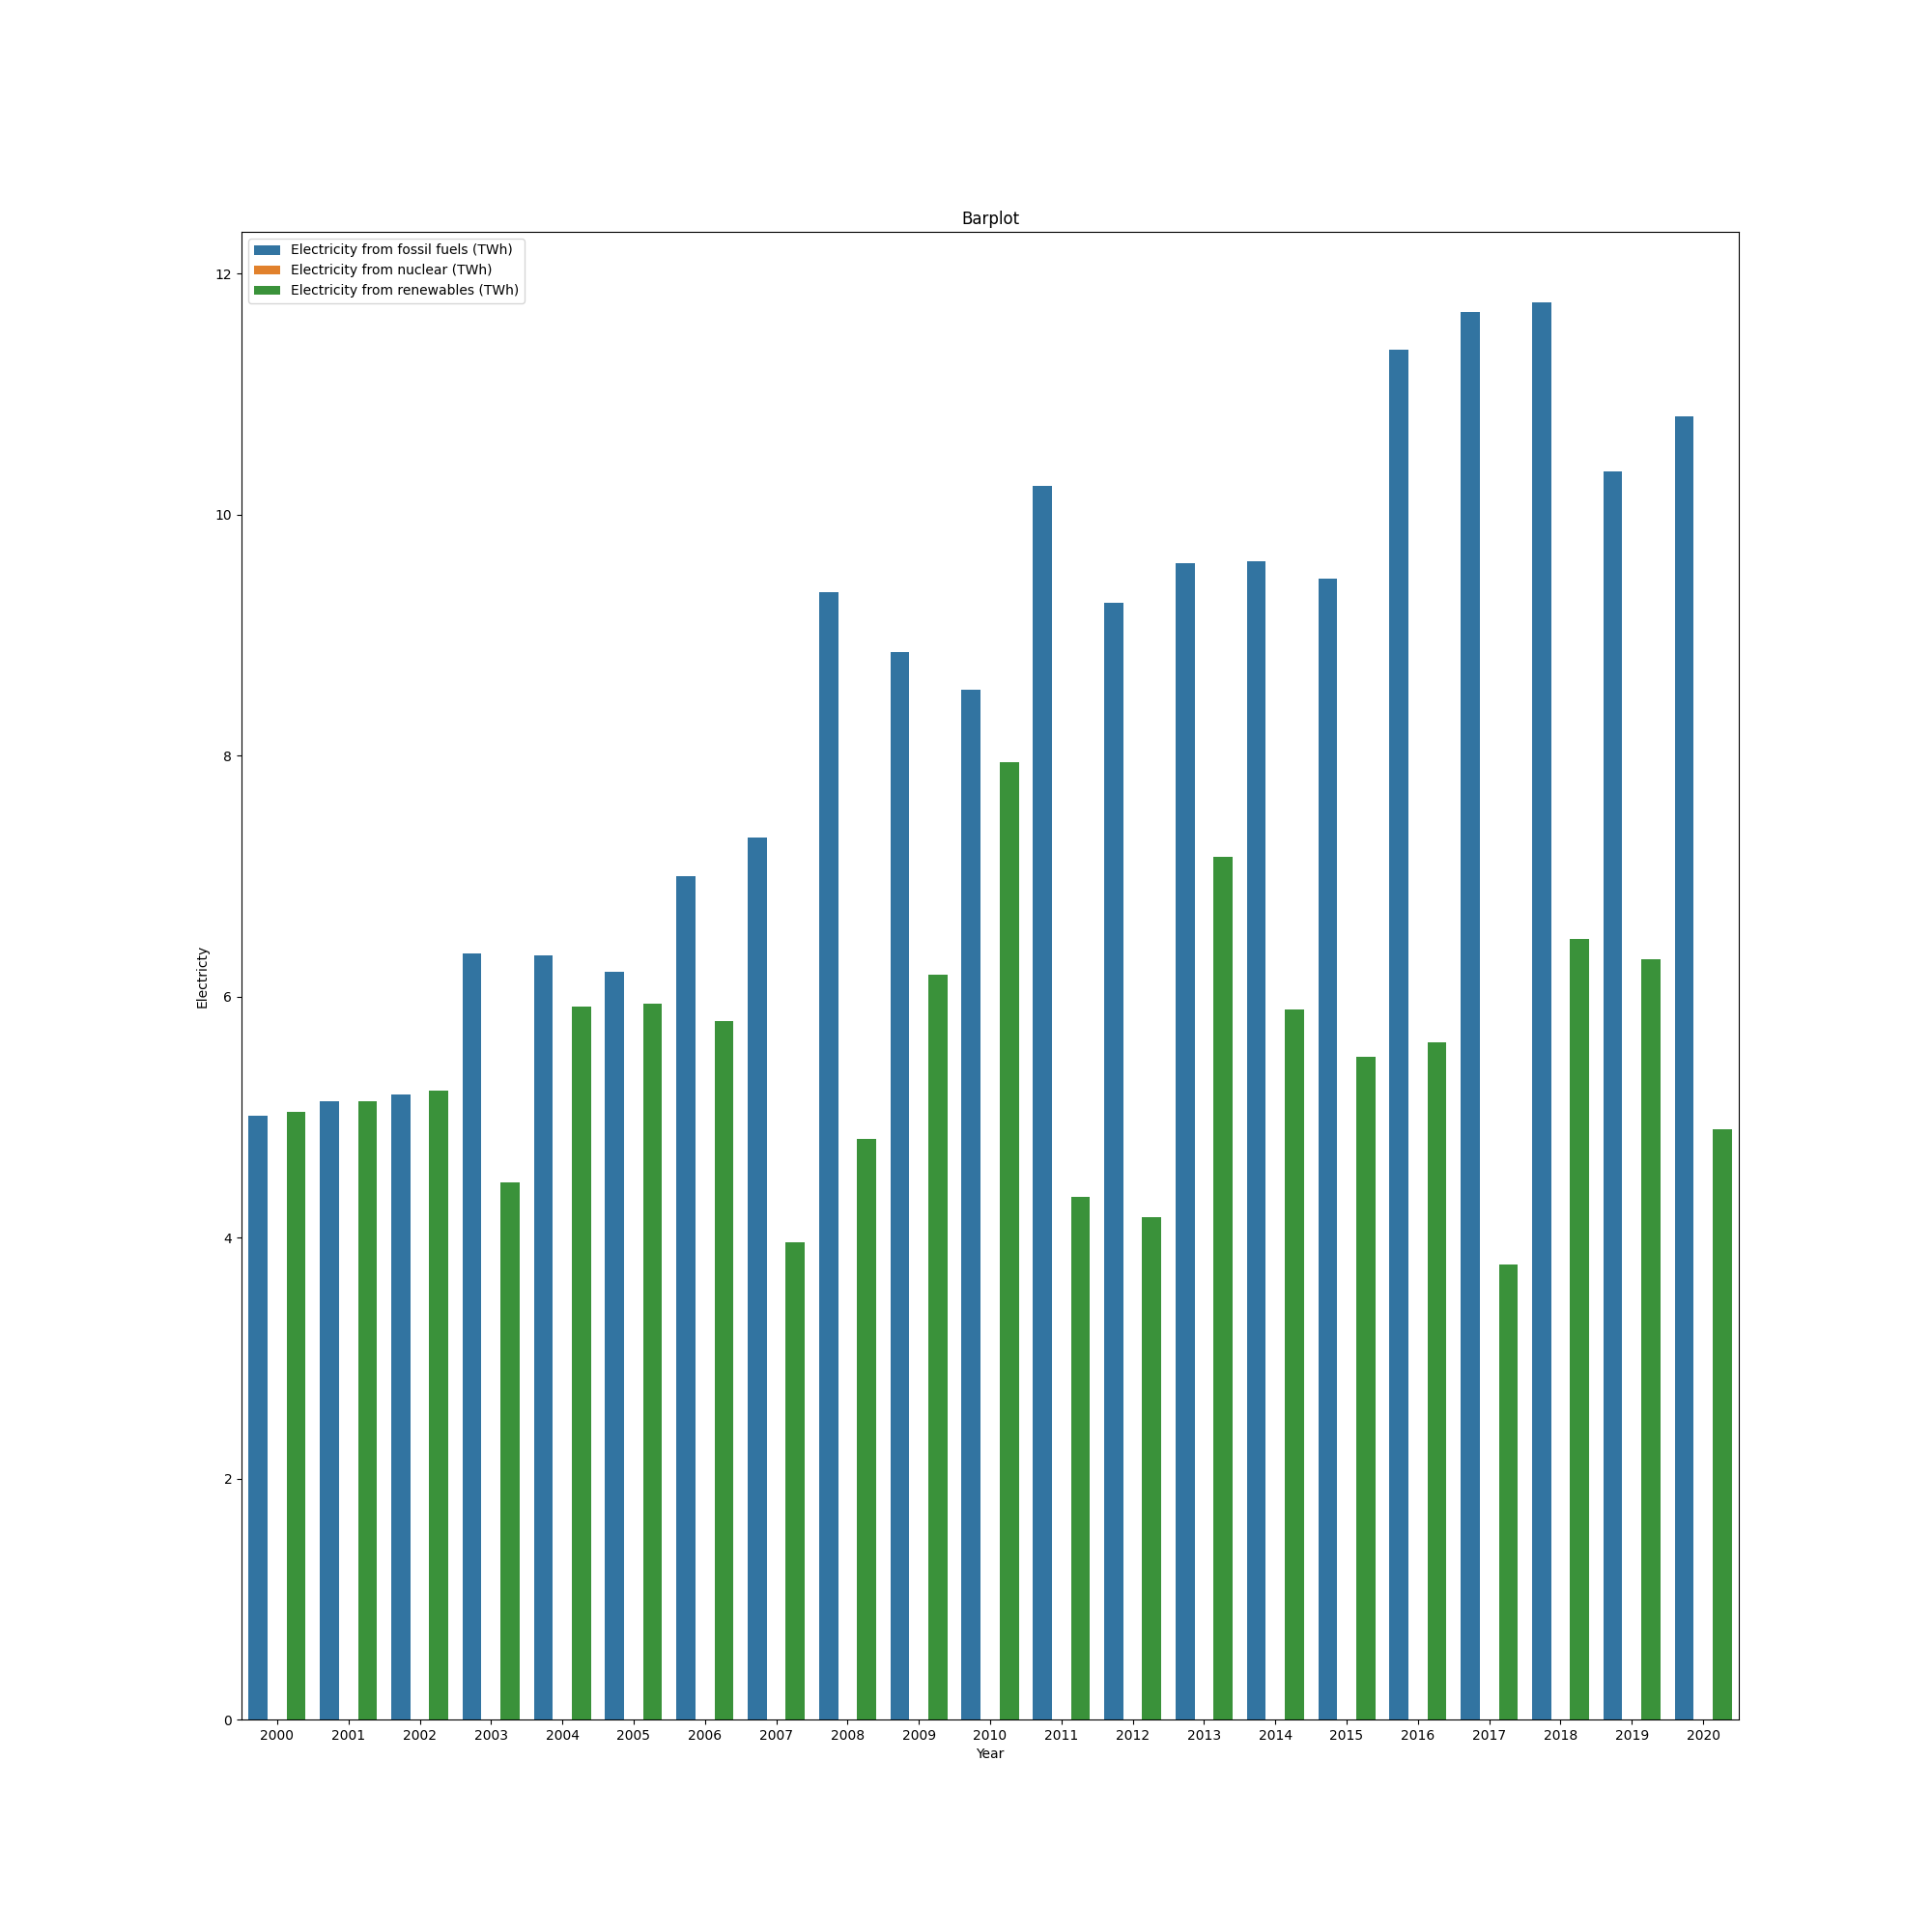 Barplot
Electricity from fossil fuels (TWh)
Electricity from nuclear (TWh)
Electricity from renewables (TWh)
12
10
8
6
4
2
0
Electricty
2000 2001 2002 2003 2004 2005 2006 2007 2008 2009 2010 2011 2012 2013 2014 2015 2016 2017 2018 2019 2020
Year